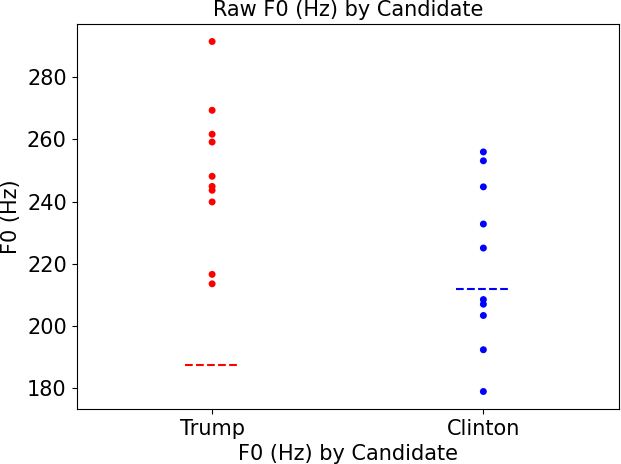 Raw F0 (Hz) by Candidate
F0 (Hz)
280
260
240
220
200
180
Trump
Clinton
F0 (Hz) by Candidate